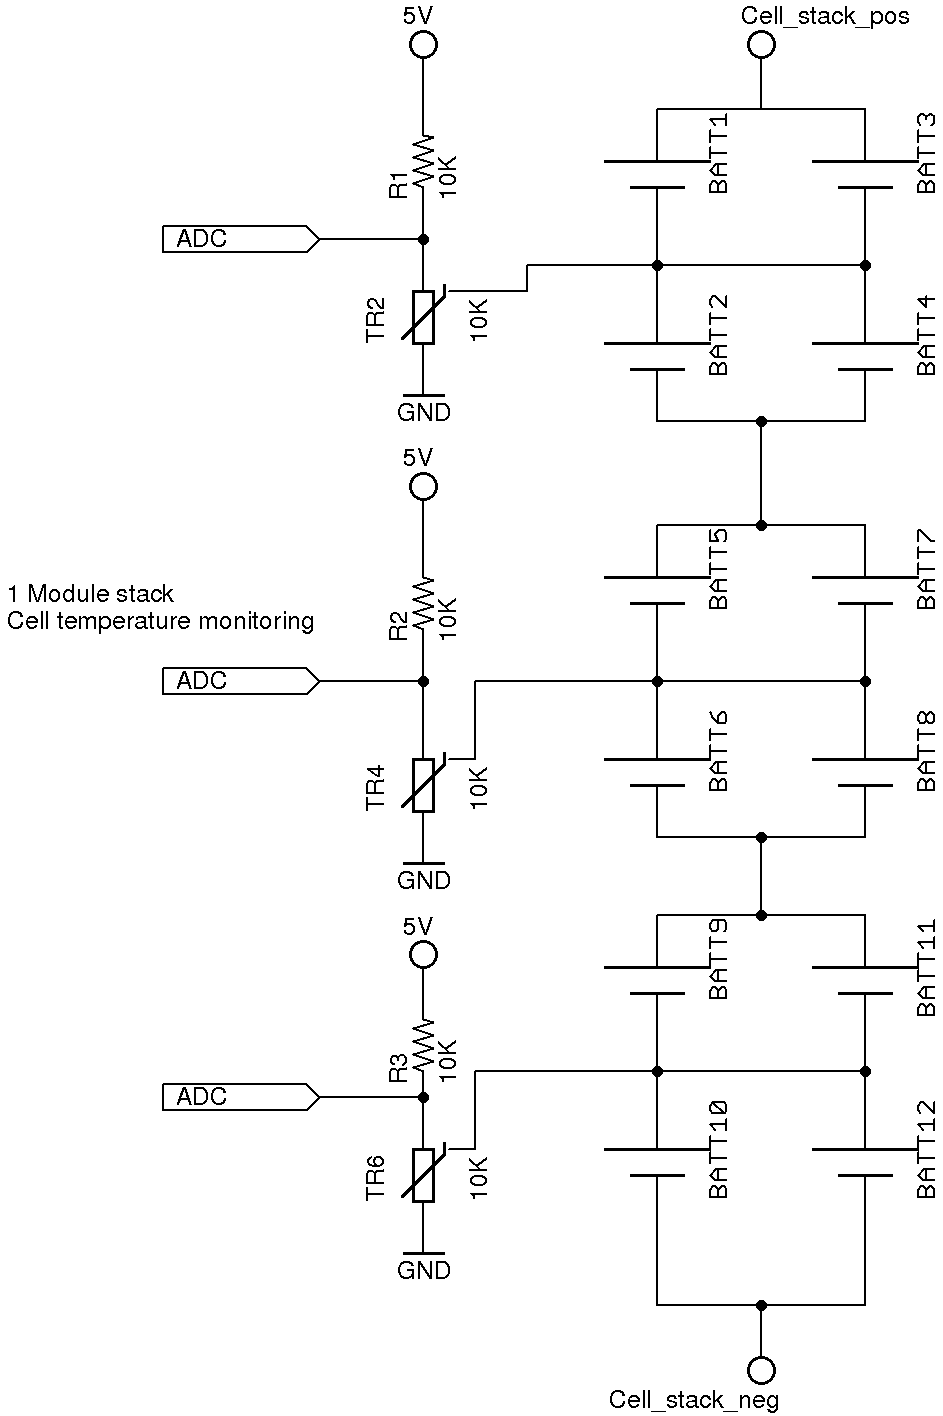 5V
Cell_stack_pos
R1
10K
BATT1
BATT3
ADC
TR2
10K
BATT2
BATT4
GND
5V
R2
10K
BATT5
BATT7
1 Module stack
Cell temperature monitoring
ADC
TR4
10K
BATT6
BATT8
GND
5V
R3
10K
BATT9
BATT11
ADC
TR6
10K
BATT10
BATT12
GND
Cell_stack_neg